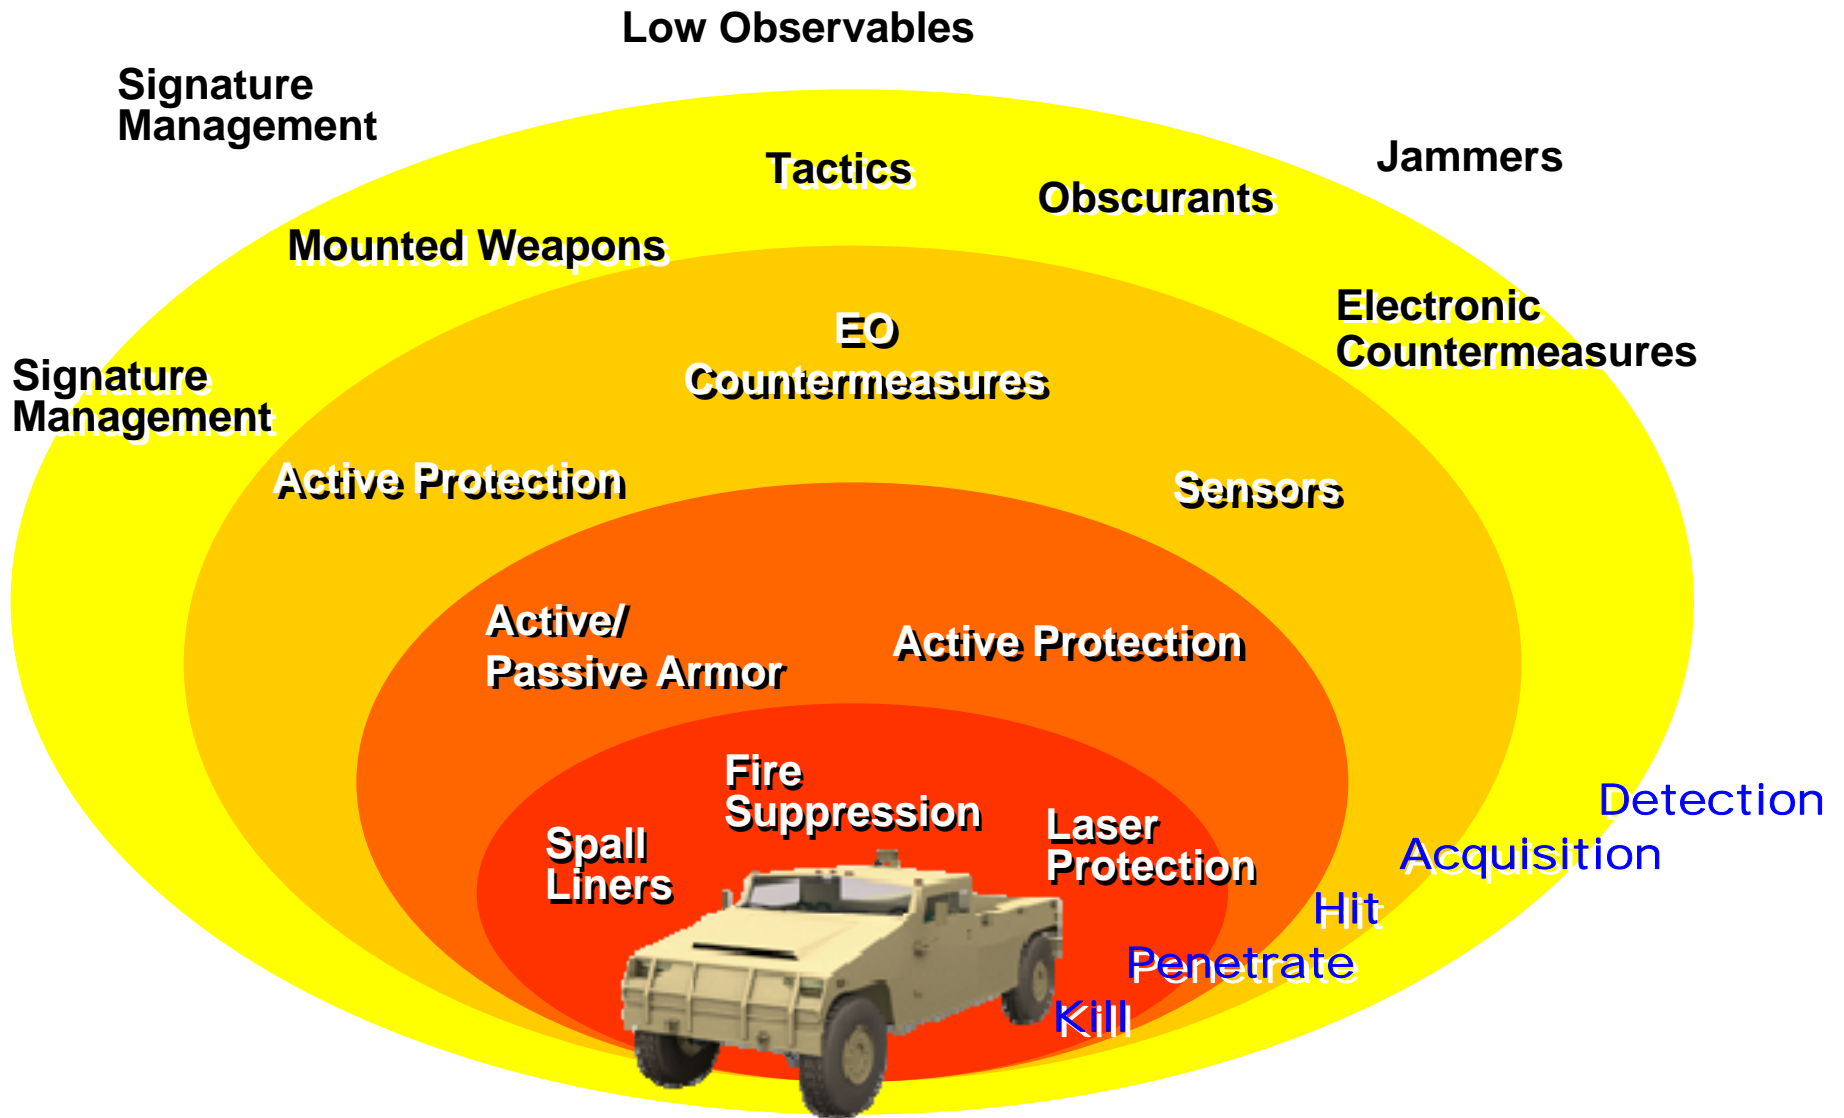 Low Observables
Signature
Management
Jammers
Tactics
Obscurants
Mounted Weapons
Electronic
Countermeasures
EO
Countermeasures
Signature
Management
Active Protection
Sensors
Active/
Passive Armor
Active Protection
Fire
Suppression
Spall
Liners
Laser
Protection
Detection
Acquisition
Hit
Penetrate
Kill